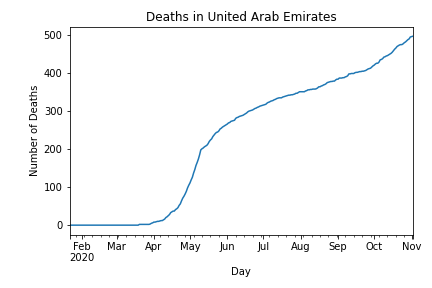 Deaths in United Arab Emirates
500
400
300
200
100
0
Number of Deaths
Feb Mar Apr May Jun Jul Aug Sep Oct Nov
2020
Day